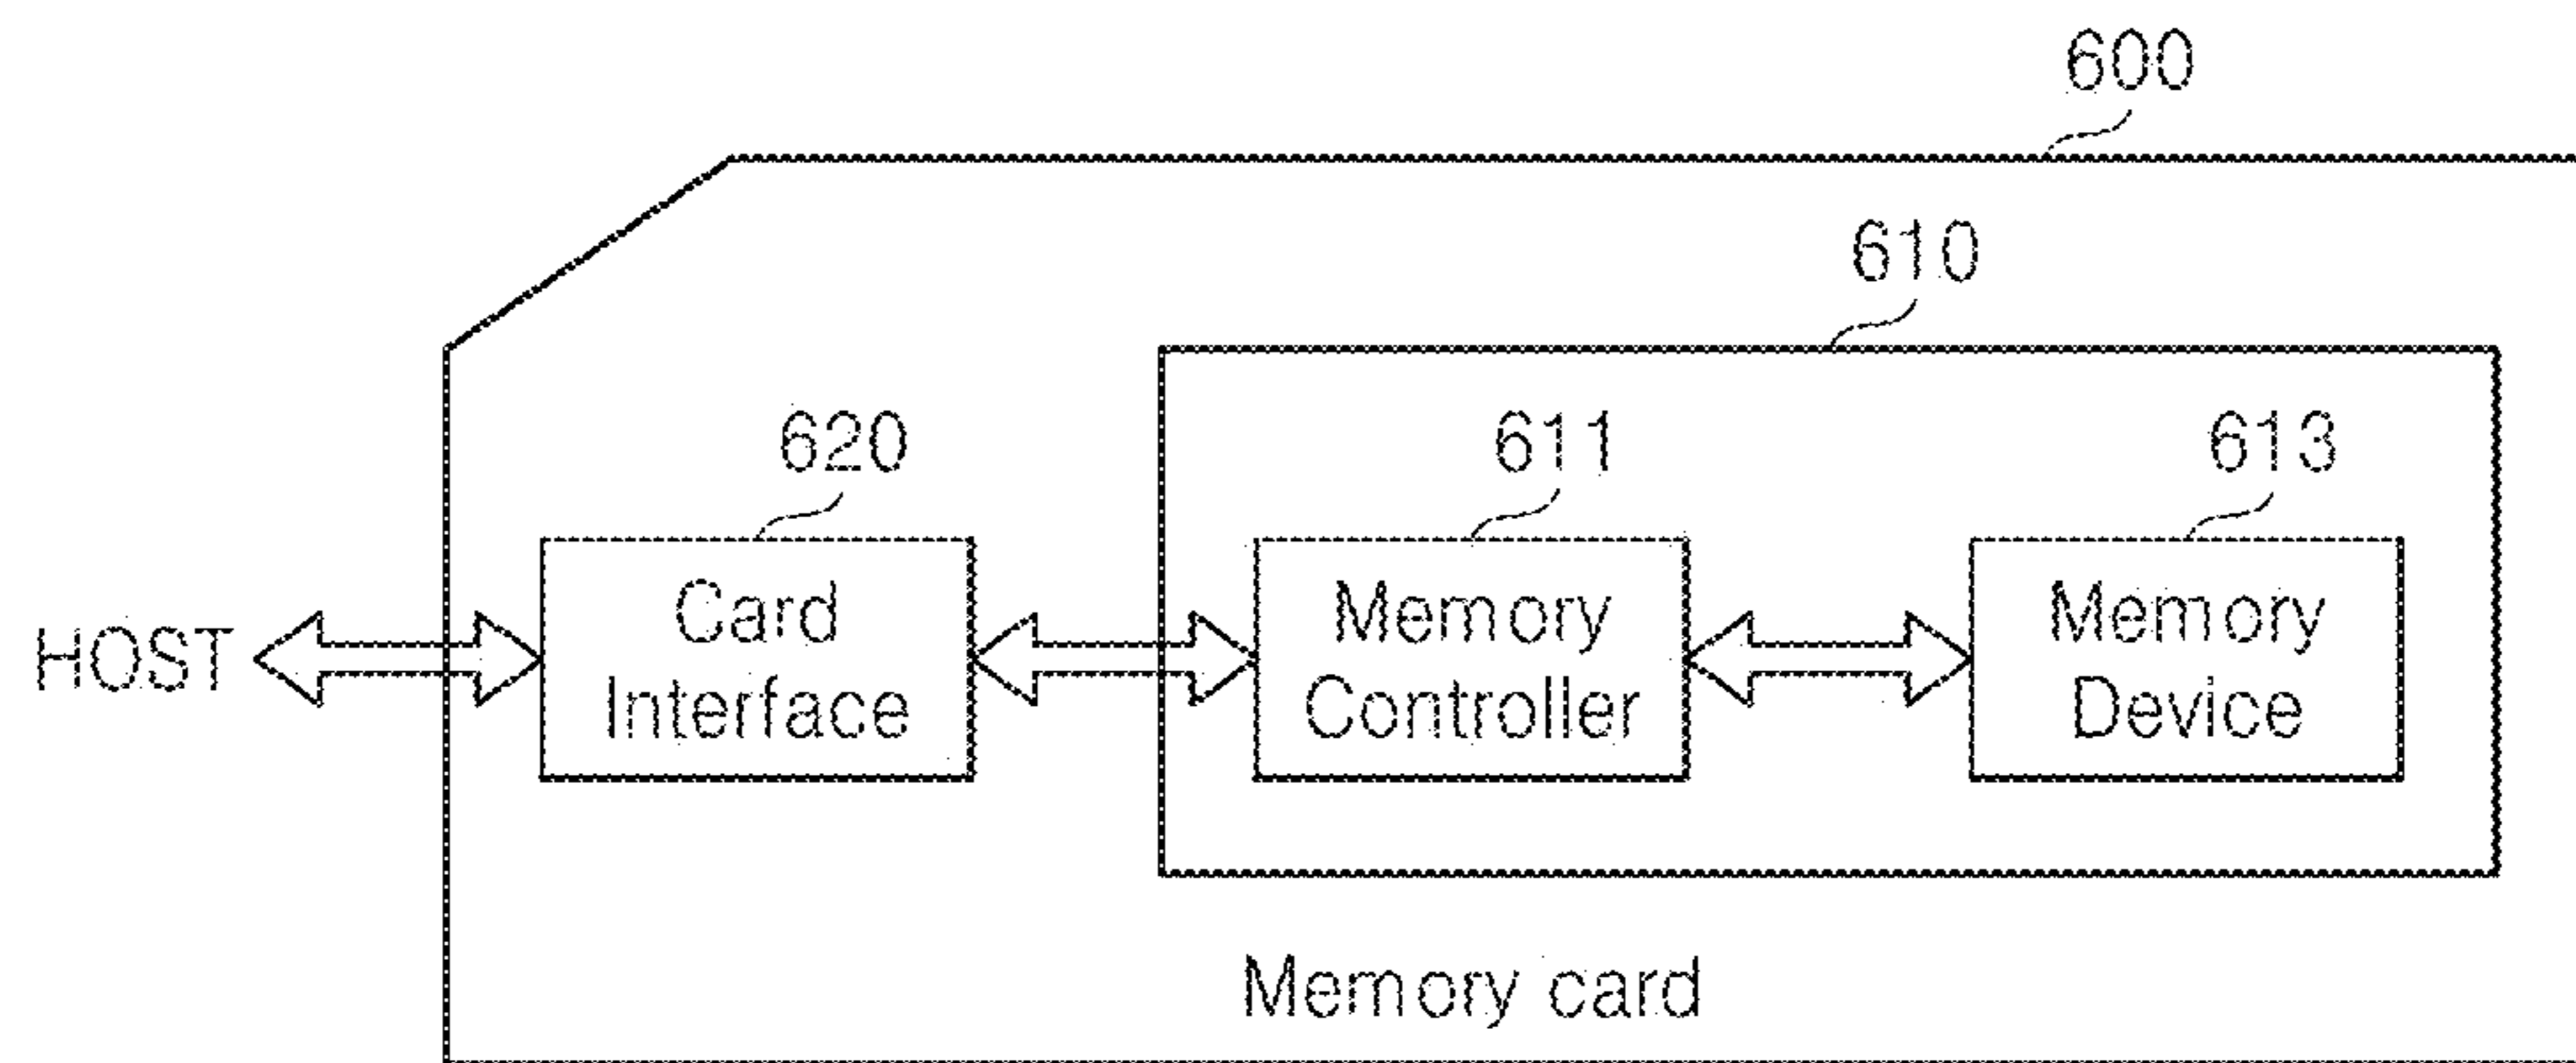 600
610
620
611
613
HOST
Card
Interface
Memory
Controller
Memory
Device
Memory card